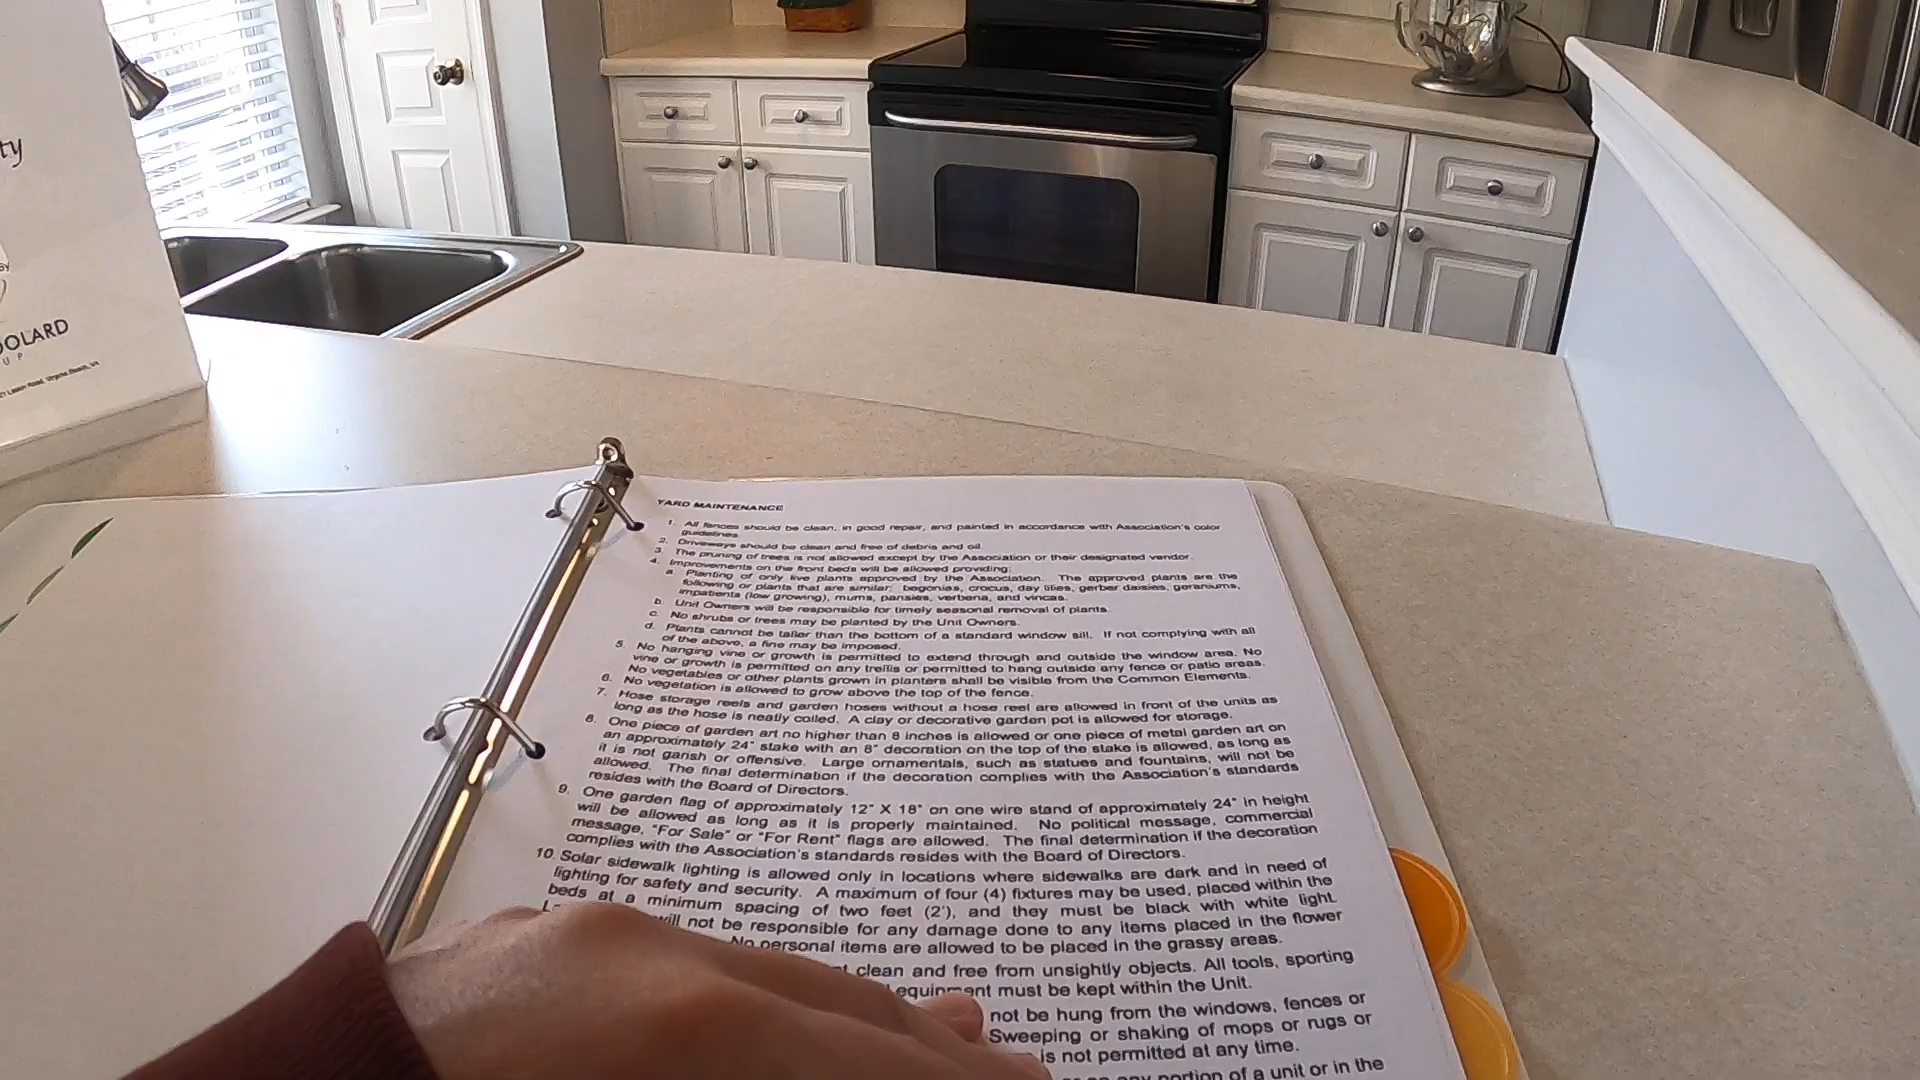 ty
OOLARD
U P
YARD MAINTENANCE
1. All fences should be clean, in good repair, and painted in accordance with Association's color
guidelines.
2. Driveways should be clean and free of debris and oil.
3. The pruning of trees is not allowed except by the Association or their designated vendor.
4. Improvements on the front beds will be allowed providing:
a. Planting of only live plants approved by the Association. The approved plants are the
following or plants that are similar: begonias, crocus, day lilies, gerber daisies, geraniums,
impatients (low growing), mums, pansies, verbena, and vincas.
b. Unit Owners will be responsible for timely seasonal removal of plants.
c. No shrubs or trees may be planted by the Unit Owners.
d. Plants cannot be taller than the bottom of a standard window sill. If not complying with all
of the above, a fine may be imposed.
5. No hanging vine or growth is permitted to extend through and outside the window area. No
vine or growth is permitted on any trellis or permitted to hang outside any fence or patio areas.
No vegetables or other plants grown in planters shall be visible from the Common Elements.
6. No vegetation is allowed to grow above the top of the fence.
7. Hose storage reels and garden hoses without a hose reel are allowed in front of the units as
long as the hose is neatly coiled. A clay or decorative garden pot is allowed for storage.
8. One piece of garden art no higher than 8 inches is allowed or one piece of metal garden art on
an approximately 24" stake with an 8" decoration on the top of the stake is allowed, as long as
it is not garish or offensive. Large ornamentals, such as statues and fountains, will not be
allowed. The final determination if the decoration complies with the Association's standards
resides with the Board of Directors.
9. One garden flag of approximately 12" X 18" on one wire stand of approximately 24" in height
will be allowed as long as it is properly maintained. No political message, commercial
message, "For Sale" or "For Rent" flags are allowed. The final determination if the decoration
complies with the Association's standards resides with the Board of Directors.
10. Solar sidewalk lighting is allowed only in locations where sidewalks are dark and in need of
lighting for safety and security. A maximum of four (4) fixtures may be used, placed within the
beds at a minimum spacing of two feet (2'), and they must be black with white light.
will not be responsible for any damage done to any items placed in the flower
No personal items are allowed to be placed in the grassy areas.
clean and free from unsightly objects. All tools, sporting
equipment must be kept within the Unit.
not be hung from the windows, fences or
Sweeping or shaking of mops or rugs or
is not permitted at any time.
any portion of a unit or in the